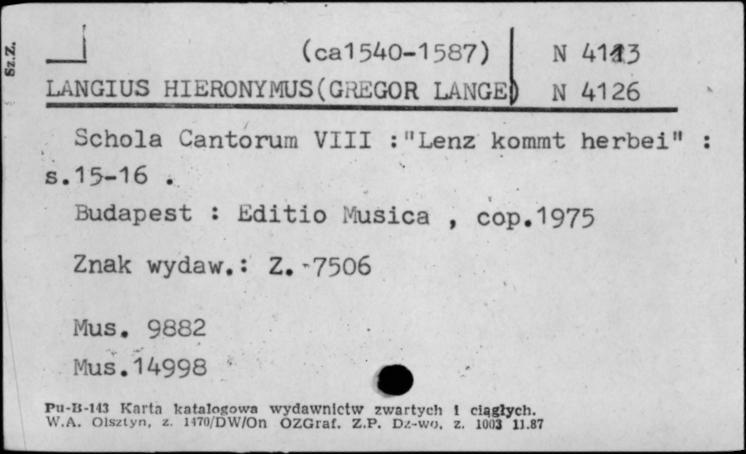 Sz.Z.
(ca1540-1587) N 4113
LANGIUS HIERONYMUS(GREGOR LANGE) N 4126
Schola Cantorum VIII :"Lenz kommt herbei" :
s.15-16 .
Budapest : Editio Musica , cop.1975
Znak wydaw.: Z.-7506
Mus. 9882
Mus.14998
Pu-B-143 Karta katalogowa wydawnictw zwartych i ciągłych.
W.A. Olsztyn, z. 1470/DW/On OZGraf. Z.P. Dz-wo, z. 1003 11.87